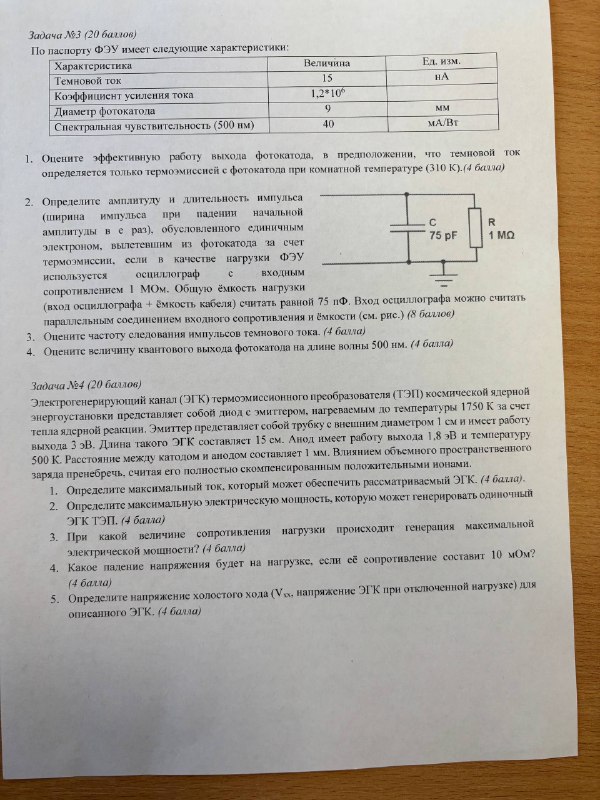 Задача №3 (20 баллов)
По паспорту ФЭУ имеет следующие характеристики:
Характеристика Величина Ед. изм.
Темновой ток 15 нА
Коэффициент усиления тока 1,2*10⁶
Диаметр фотокатода 9 мм
Спектральная чувствительность (500 нм) 40 мА/Вт
1. Оцените эффективную работу выхода фотокатода, в предположении, что темновой ток
определяется только термоэмиссией с фотокатода при комнатной температуре (310 К).(4 балла)
2. Определите амплитуду и длительность импульса
(ширина импульса при падении начальной
амплитуды в е раз), обусловленного единичным
электроном, вылетевшим из фотокатода за счет
термоэмиссии, если в качестве нагрузки ФЭУ
используется осциллограф с входным
сопротивлением 1 МОм. Общую ёмкость нагрузки
(вход осциллографа + ёмкость кабеля) считать равной 75 пФ. Вход осциллографа можно считать
параллельным соединением входного сопротивления и ёмкости (см. рис.) (8 баллов)
C
75 pF
R
1 MΩ
3. Оцените частоту следования импульсов темнового тока. (4 балла)
4. Оцените величину квантового выхода фотокатода на длине волны 500 нм. (4 балла)
Задача №4 (20 баллов)
Электрогенерирующий канал (ЭГК) термоэмиссионного преобразователя (ТЭП) космической ядерной
энергоустановки представляет собой диод с эмиттером, нагреваемым до температуры 1750 К за счет
тепла ядерной реакции. Эмиттер представляет собой трубку с внешним диаметром 1 см и имеет работу
выхода 3 эВ. Длина такого ЭГК составляет 15 см. Анод имеет работу выхода 1,8 эВ и температуру
500 К. Расстояние между катодом и анодом составляет 1 мм. Влиянием объемного пространственного
заряда пренебречь, считая его полностью скомпенсированным положительными ионами.
1. Определите максимальный ток, который может обеспечить рассматриваемый ЭГК. (4 балла).
2. Определите максимальную электрическую мощность, которую может генерировать одиночный
ЭГК ТЭП. (4 балла)
3. При какой величине сопротивления нагрузки происходит генерация максимальной
электрической мощности? (4 балла)
4. Какое падение напряжения будет на нагрузке, если её сопротивление составит 10 мОм?
(4 балла)
5. Определите напряжение холостого хода (Vхх, напряжение ЭГК при отключенной нагрузке) для
описанного ЭГК. (4 балла)